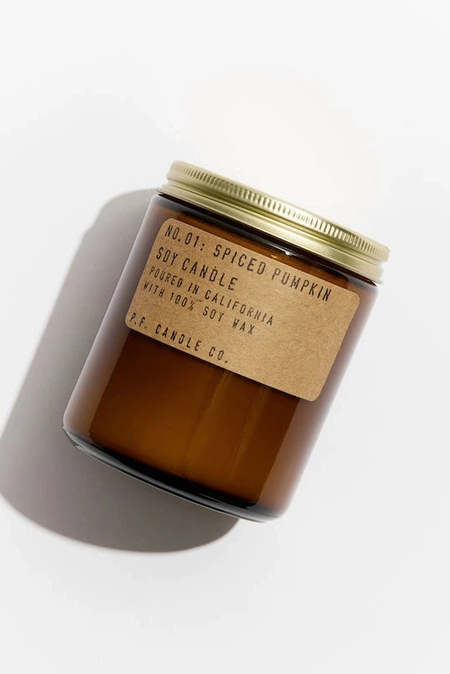 NO.01: SPICED PUMPKIN
SOY CANDLE
POURED IN CALIFORNIA
WITH 100% SOY WAX
P.F. CANDLE CO.